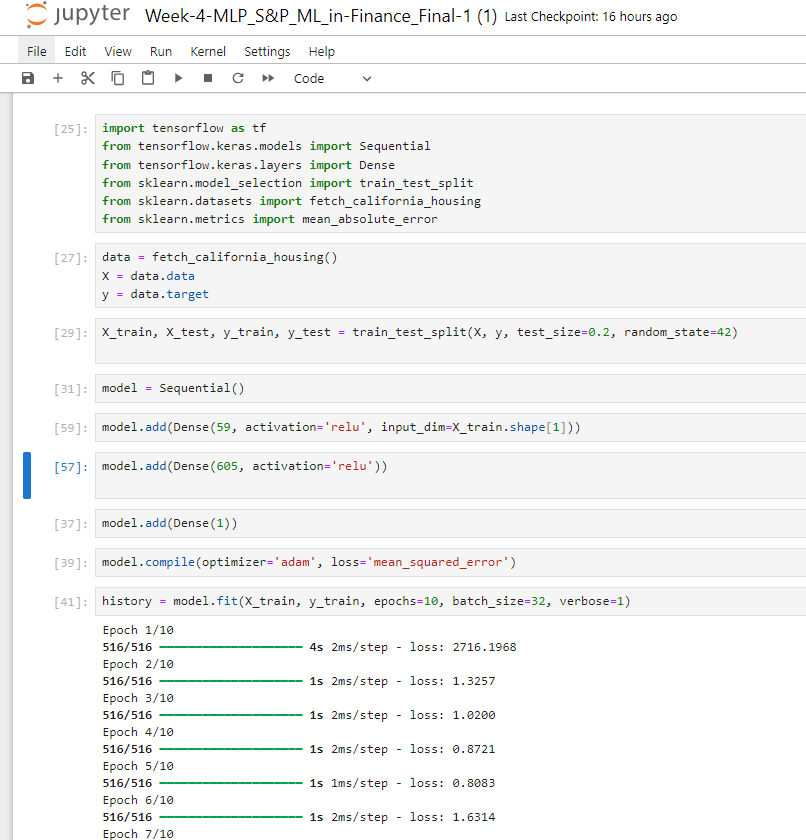 jupyter Week-4-MLP_S&P_ML_in-Finance_Final-1 (1) Last Checkpoint: 16 hours ago
File Edit View Run Kernel Settings Help
Code
[25]: import tensorflow as tf
from tensorflow.keras.models import Sequential
from tensorflow.keras.layers import Dense
from sklearn.model_selection import train_test_split
from sklearn.datasets import fetch_california_housing
from sklearn.metrics import mean_absolute_error
[27]: data = fetch_california_housing()
X = data.data
y = data.target
[29]: X_train, X_test, y_train, y_test = train_test_split(X, y, test_size=0.2, random_state=42)
[31]: model = Sequential()
[59]: model.add(Dense(59, activation='relu', input_dim=X_train.shape[1]))
[57]: model.add(Dense(605, activation='relu'))
[37]: model.add(Dense(1))
[39]: model.compile(optimizer='adam', loss='mean_squared_error')
[41]: history = model.fit(X_train, y_train, epochs=10, batch_size=32, verbose=1)
Epoch 1/10
516/516 4s 2ms/step - loss: 2716.1968
Epoch 2/10
516/516 1s 2ms/step - loss: 1.3257
Epoch 3/10
516/516 1s 2ms/step - loss: 1.0200
Epoch 4/10
516/516 1s 2ms/step - loss: 0.8721
Epoch 5/10
516/516 1s 1ms/step - loss: 0.8083
Epoch 6/10
516/516 1s 2ms/step - loss: 1.6314
Epoch 7/10